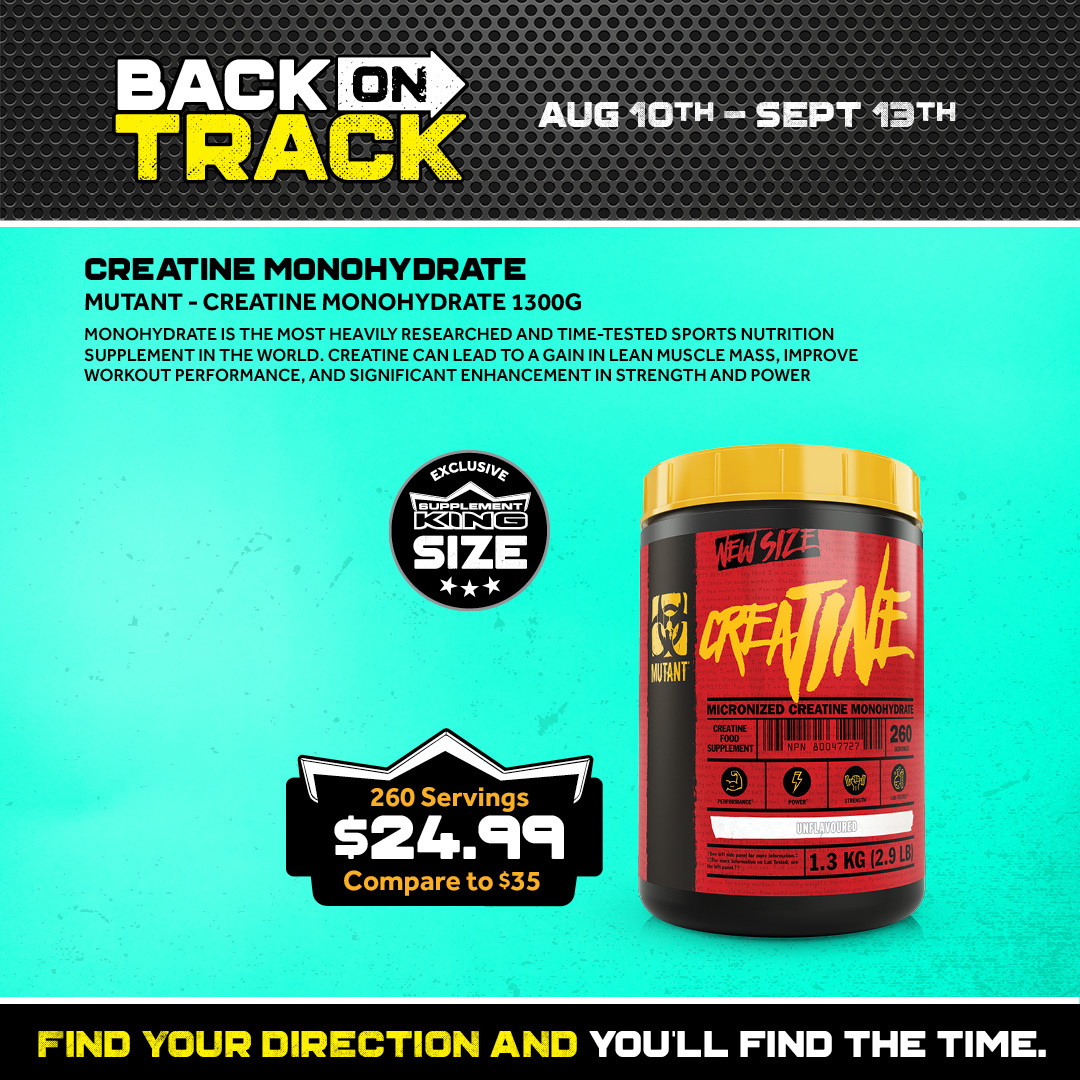 BACK ON
TRACK
AUG 10TH – SEPT 13TH
CREATINE MONOHYDRATE
MUTANT - CREATINE MONOHYDRATE 1300G
MONOHYDRATE IS THE MOST HEAVILY RESEARCHED AND TIME-TESTED SPORTS NUTRITION
SUPPLEMENT IN THE WORLD. CREATINE CAN LEAD TO A GAIN IN LEAN MUSCLE MASS, IMPROVE
WORKOUT PERFORMANCE, AND SIGNIFICANT ENHANCEMENT IN STRENGTH AND POWER
EXCLUSIVE
SUPPLEMENT
KING
SIZE
NEW SIZE
CREATINE
MUTANT
MICRONIZED CREATINE MONOHYDRATE
CREATINE
FOOD
SUPPLEMENT
NPN 80047727
260
SERVINGS
PERFORMANCE
POWER
STRENGTH
LAB TESTED
UNFLAVOURED
1.3 KG (2.9 LB)
260 Servings
$24.99
Compare to $35
FIND YOUR DIRECTION AND YOU'LL FIND THE TIME.